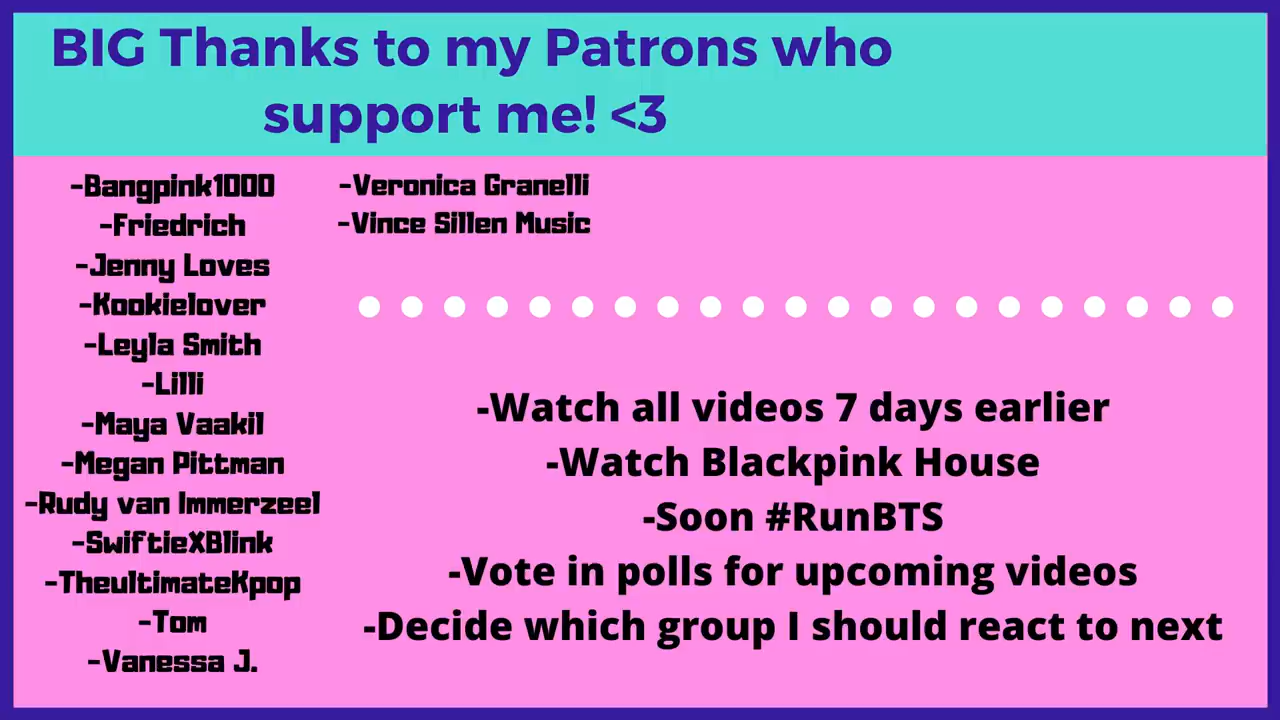 BIG Thanks to my Patrons who
support me! <3
-Bangpink1000
-Friedrich
-Jenny Loves
-Kookielover
-Leyla Smith
-Lilli
-Maya Vaakil
-Megan Pittman
-Rudy van Immerzeel
-SwiftieXBlink
-TheultimateKpop
-Tom
-Vanessa J.
-Veronica Granelli
-Vince Sillen Music
-Watch all videos 7 days earlier
-Watch Blackpink House
-Soon #RunBTS
-Vote in polls for upcoming videos
-Decide which group I should react to next